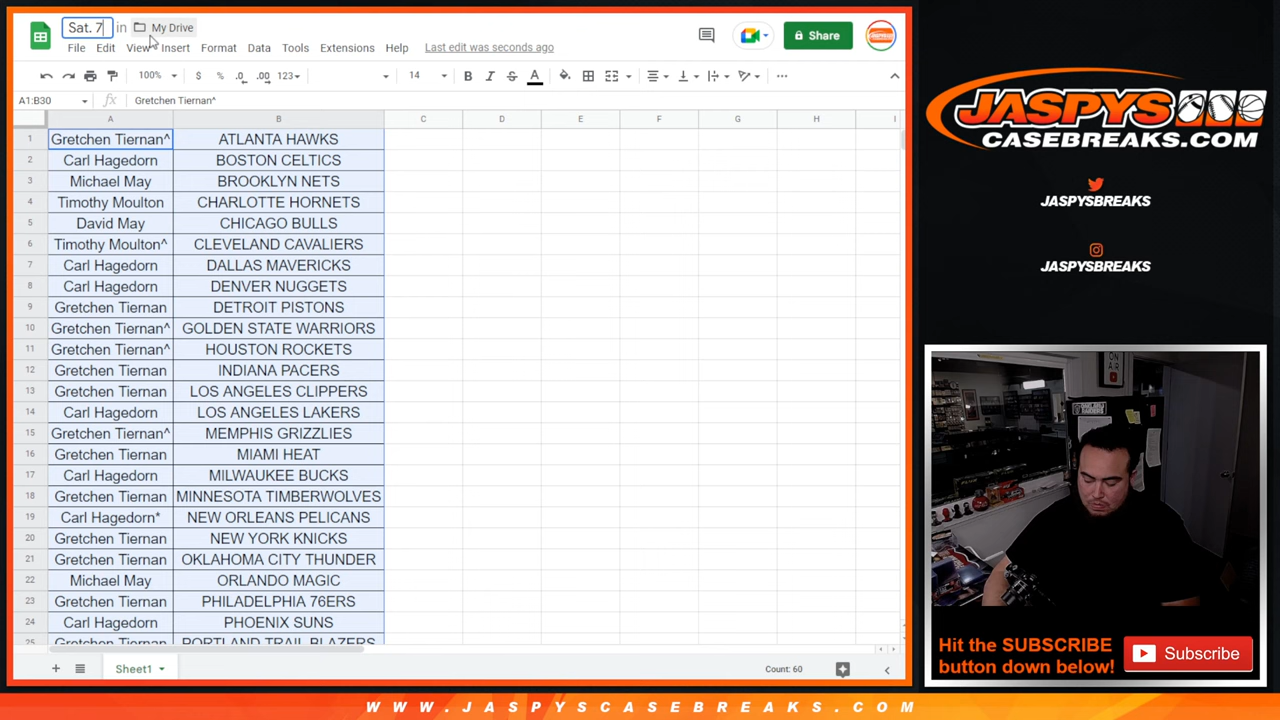 Sat. 7 in My Drive
File Edit View Insert Format Data Tools Extensions Help Last edit was seconds ago
Share
100% $ % .0 .00 123 14 B I S A
A1:B30 fx Gretchen Tiernan^
A B C D E F G H I
1 Gretchen Tiernan^ ATLANTA HAWKS
2 Carl Hagedorn BOSTON CELTICS
3 Michael May BROOKLYN NETS
4 Timothy Moulton CHARLOTTE HORNETS
5 David May CHICAGO BULLS
6 Timothy Moulton^ CLEVELAND CAVALIERS
7 Carl Hagedorn DALLAS MAVERICKS
8 Carl Hagedorn DENVER NUGGETS
9 Gretchen Tiernan DETROIT PISTONS
10 Gretchen Tiernan^ GOLDEN STATE WARRIORS
11 Gretchen Tiernan^ HOUSTON ROCKETS
12 Gretchen Tiernan INDIANA PACERS
13 Gretchen Tiernan LOS ANGELES CLIPPERS
14 Carl Hagedorn LOS ANGELES LAKERS
15 Gretchen Tiernan^ MEMPHIS GRIZZLIES
16 Gretchen Tiernan MIAMI HEAT
17 Carl Hagedorn MILWAUKEE BUCKS
18 Gretchen Tiernan MINNESOTA TIMBERWOLVES
19 Carl Hagedorn* NEW ORLEANS PELICANS
20 Gretchen Tiernan NEW YORK KNICKS
21 Gretchen Tiernan OKLAHOMA CITY THUNDER
22 Michael May ORLANDO MAGIC
23 Gretchen Tiernan PHILADELPHIA 76ERS
24 Carl Hagedorn PHOENIX SUNS
25 Gretchen Tiernan PORTLAND TRAIL BLAZERS
Sheet1 Count: 60
JASPYS
CASEBREAKS.COM
JASPYSBREAKS
JASPYSBREAKS
ON
AIR
Hit the SUBSCRIBE
button down below!
Subscribe
WWW.JASPYSCASEBREAKS.COM